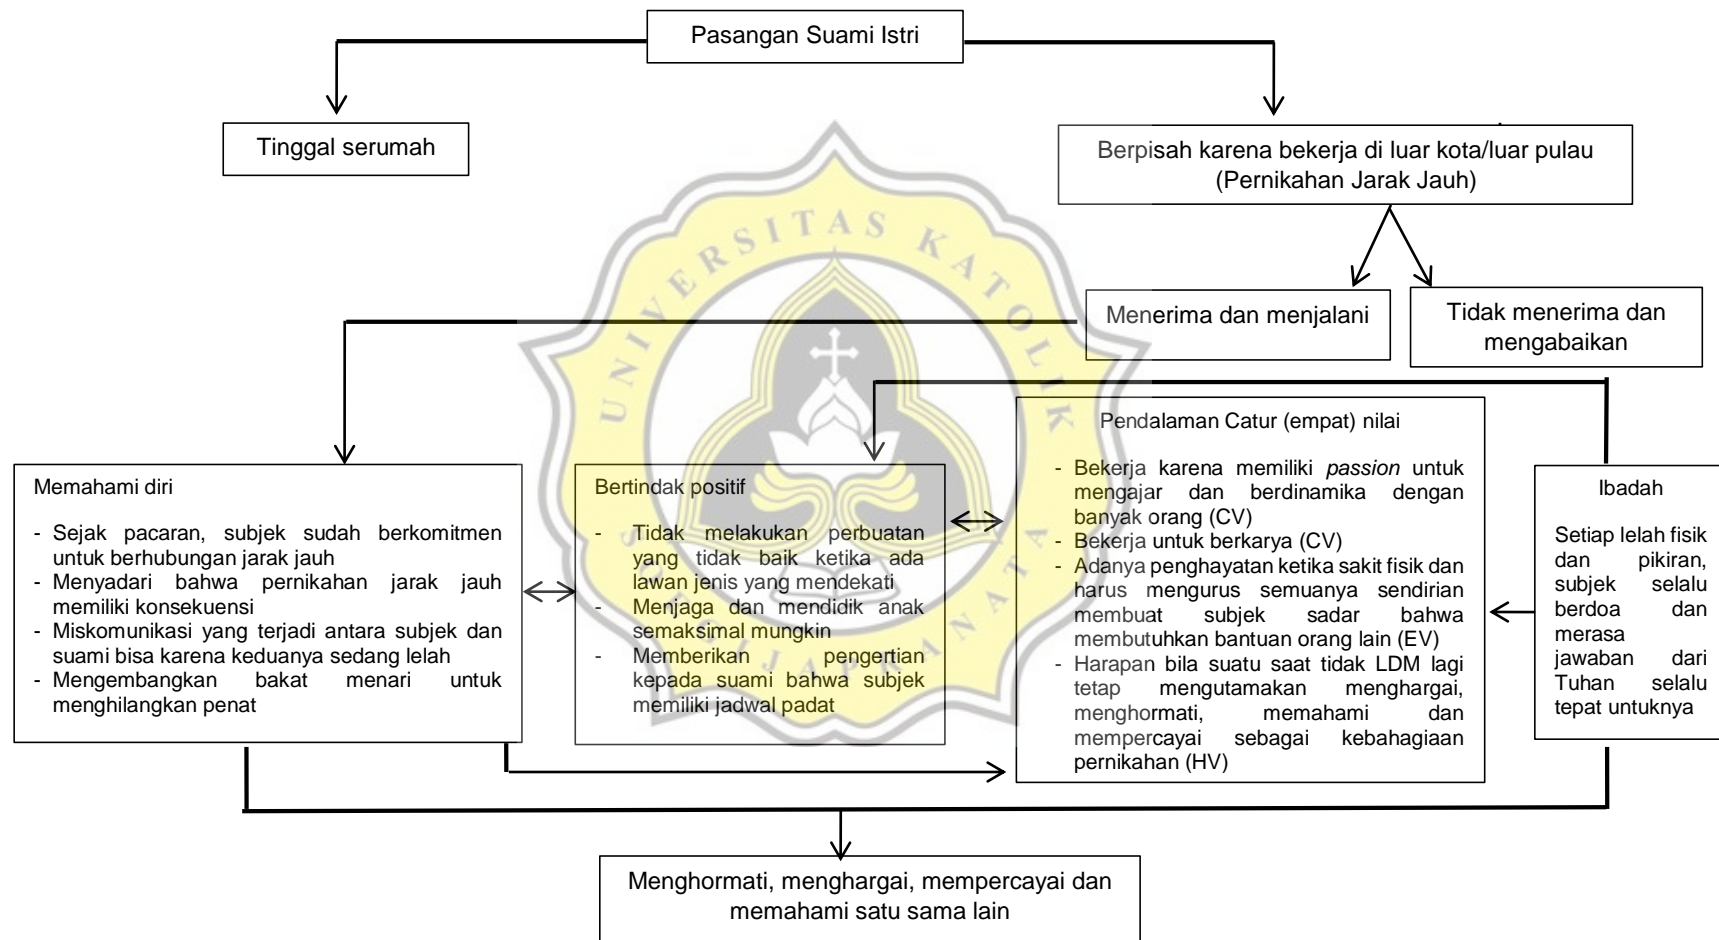 Pasangan Suami Istri
Tinggal serumah
Berpisah karena bekerja di luar kota/luar pulau
(Pernikahan Jarak Jauh)
Menerima dan menjalani
Tidak menerima dan
mengabaikan
Memahami diri
- Sejak pacaran, subjek sudah berkomitmen
untuk berhubungan jarak jauh
- Menyadari bahwa pernikahan jarak jauh
memiliki konsekuensi
- Miskomunikasi yang terjadi antara subjek dan
suami bisa karena keduanya sedang lelah
- Mengembangkan bakat menari untuk
menghilangkan penat
Bertindak positif
- Tidak melakukan perbuatan
yang tidak baik ketika ada
lawan jenis yang mendekati
- Menjaga dan mendidik anak
semaksimal mungkin
- Memberikan pengertian
kepada suami bahwa subjek
memiliki jadwal padat
Pendalaman Catur (empat) nilai
- Bekerja karena memiliki passion untuk
mengajar dan berdinamika dengan
banyak orang (CV)
- Bekerja untuk berkarya (CV)
- Adanya penghayatan ketika sakit fisik dan
harus mengurus semuanya sendirian
membuat subjek sadar bahwa
membutuhkan bantuan orang lain (EV)
- Harapan bila suatu saat tidak LDM lagi
tetap mengutamakan menghargai,
menghormati, memahami dan
mempercayai sebagai kebahagiaan
pernikahan (HV)
Ibadah
Setiap lelah fisik
dan pikiran,
subjek selalu
berdoa dan
merasa
jawaban dari
Tuhan selalu
tepat untuknya
Menghormati, menghargai, mempercayai dan
memahami satu sama lain
UNIVERSITAS KATOLIK
SOEGIJAPRANATA